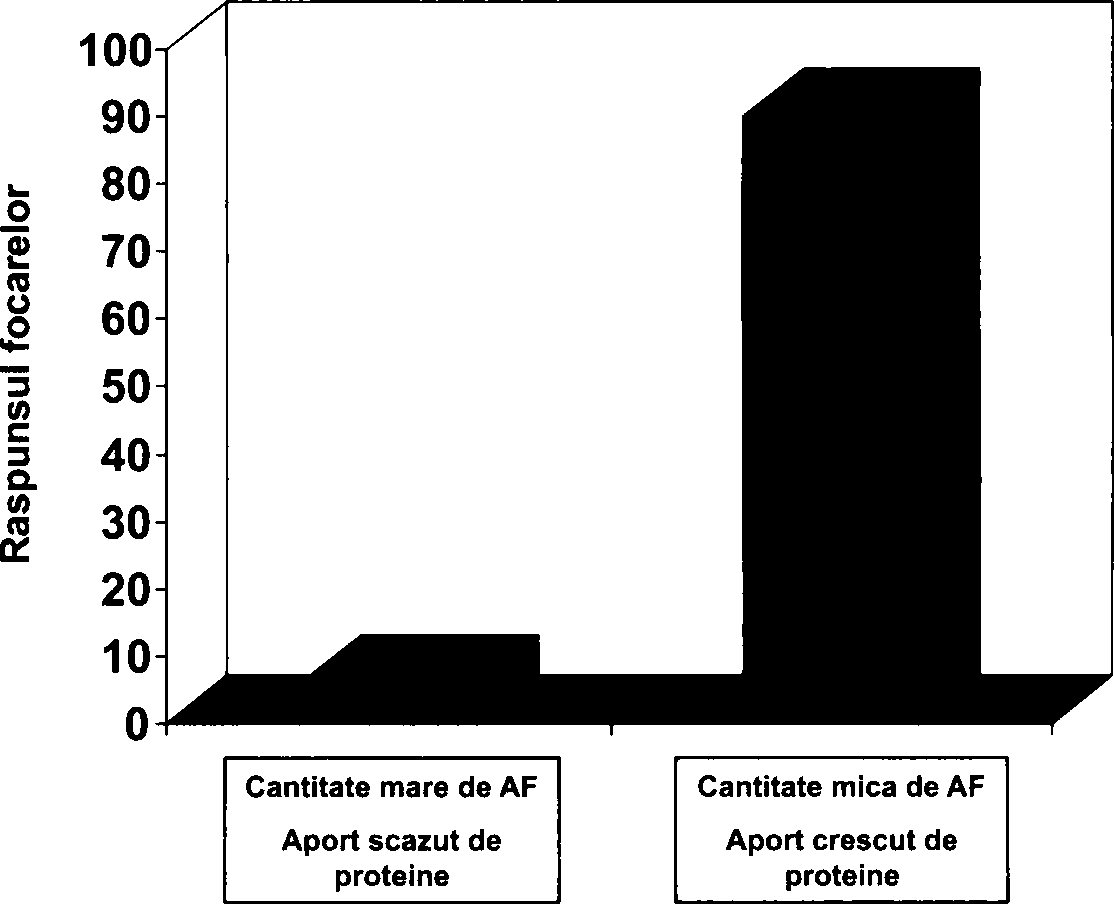 100
90
80
70
60
50
40
30
20
10
0
Raspunsul focarelor
Cantitate mare de AF
Aport scazut de
proteine
Cantitate mica de AF
Aport crescut de
proteine